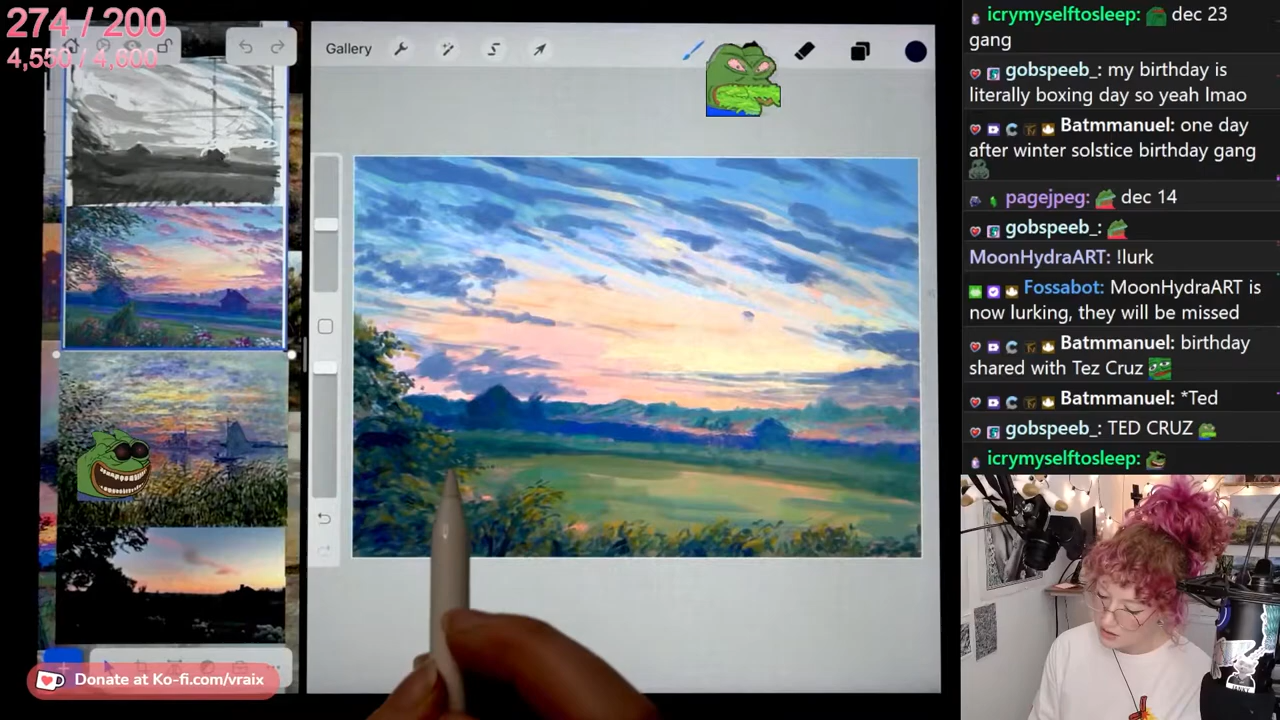 274 / 200
4,550 / 4,600
Gallery
Donate at Ko-fi.com/vraix
icrymyselftosleep: dec 23
gang
gobspeeb_: my birthday is
literally boxing day so yeah lmao
Batmmanuel: one day
after winter solstice birthday gang
pagejpeg: dec 14
gobspeeb_:
MoonHydraART: !lurk
Fossabot: MoonHydraART is
now lurking, they will be missed
Batmmanuel: birthday
shared with Tez Cruz
Batmmanuel: *Ted
gobspeeb_: TED CRUZ
icrymyselftosleep: